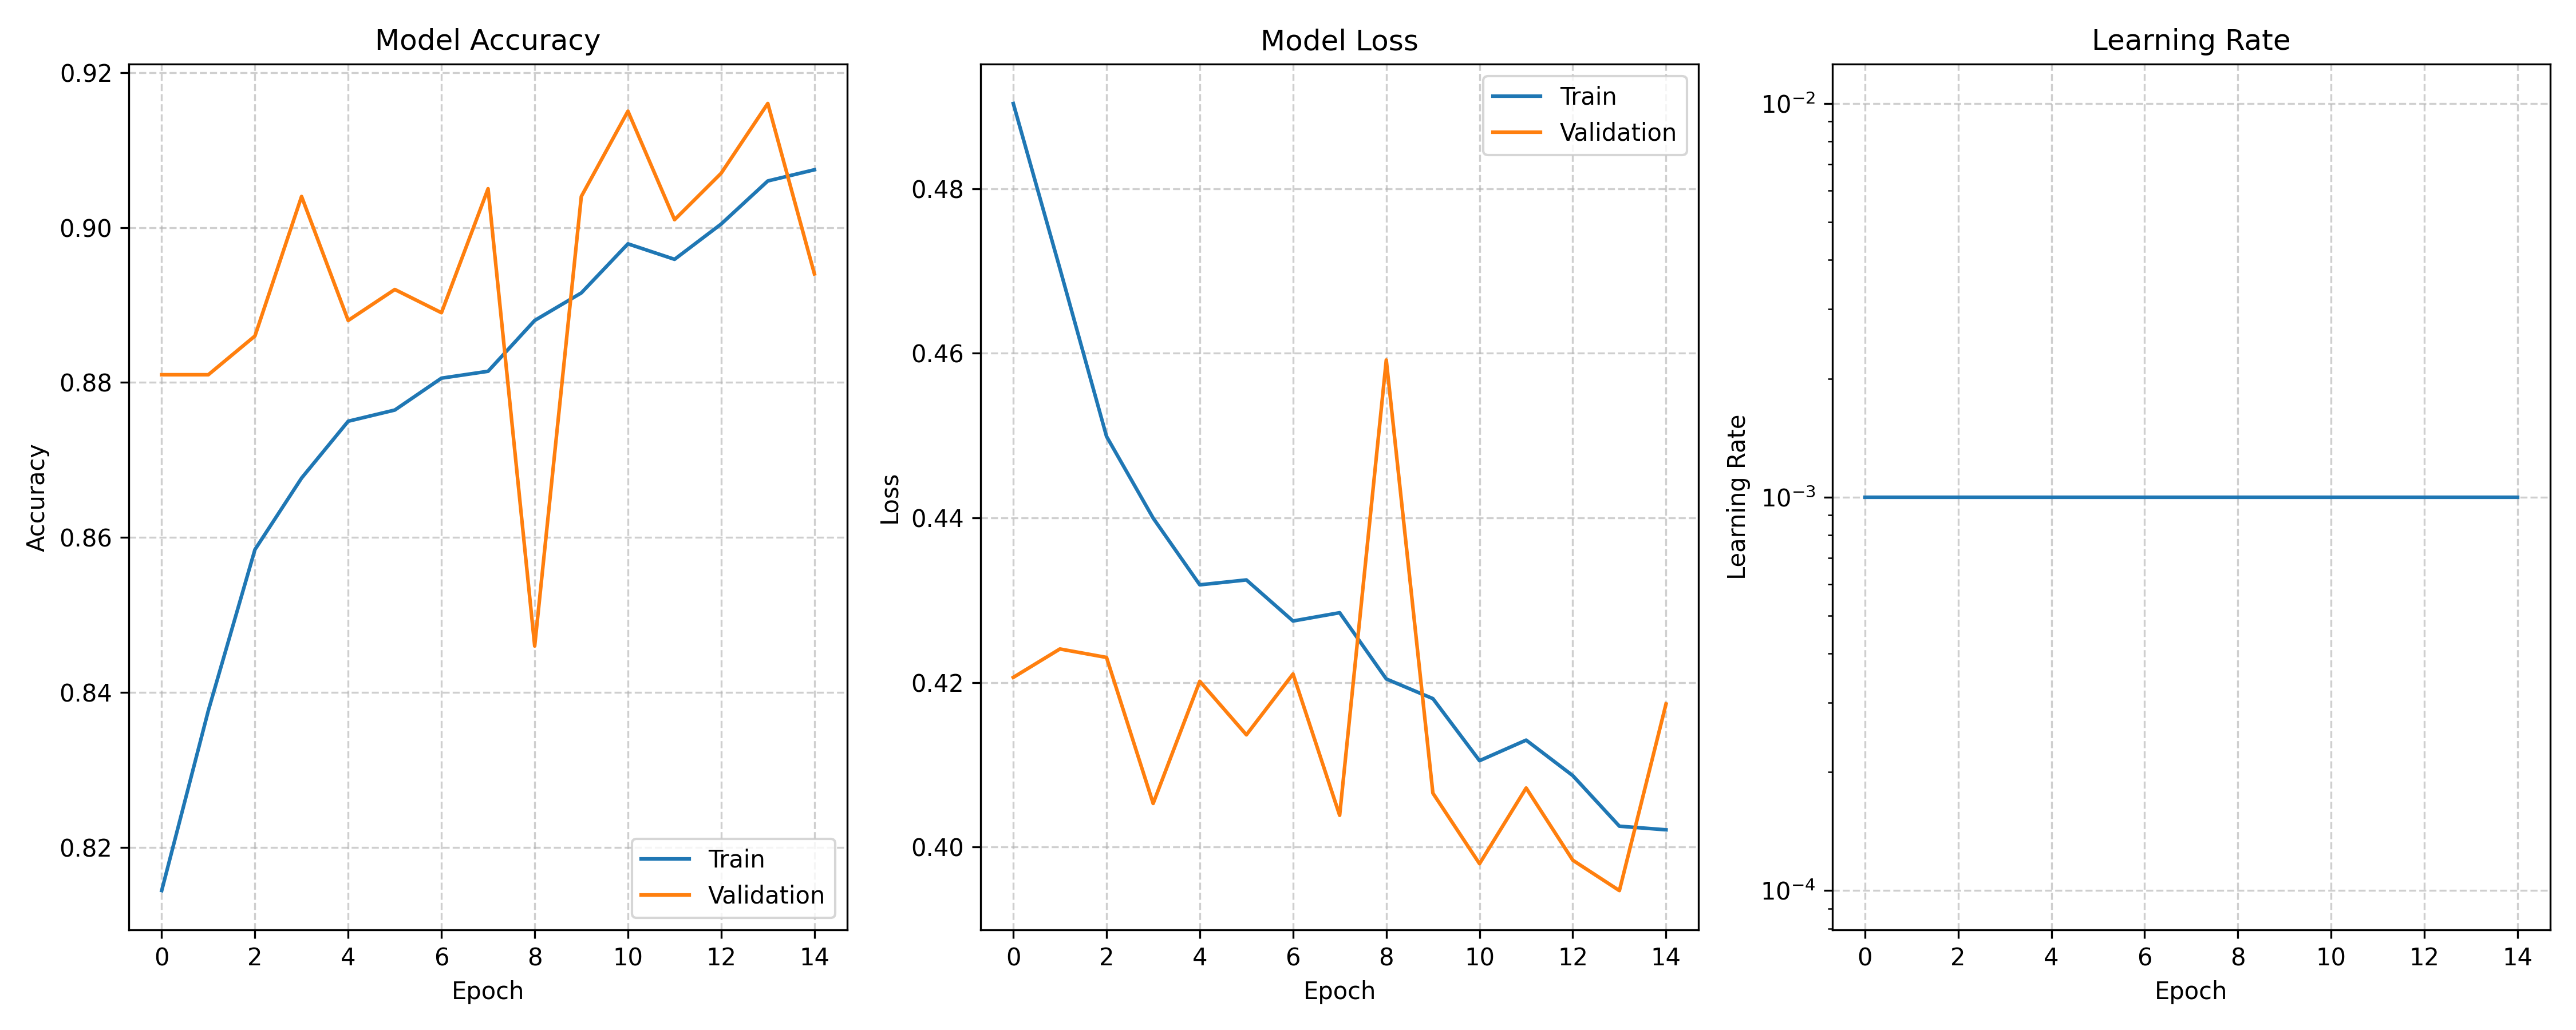 Model Accuracy
0.92
0.90
0.88
0.86
0.84
0.82
Accuracy
Train
Validation
0 2 4 6 8 10 12 14
Epoch
Model Loss
0.48
0.46
0.44
0.42
0.40
Loss
Train
Validation
0 2 4 6 8 10 12 14
Epoch
Learning Rate
10⁻²
10⁻³
10⁻⁴
Learning Rate
0 2 4 6 8 10 12 14
Epoch